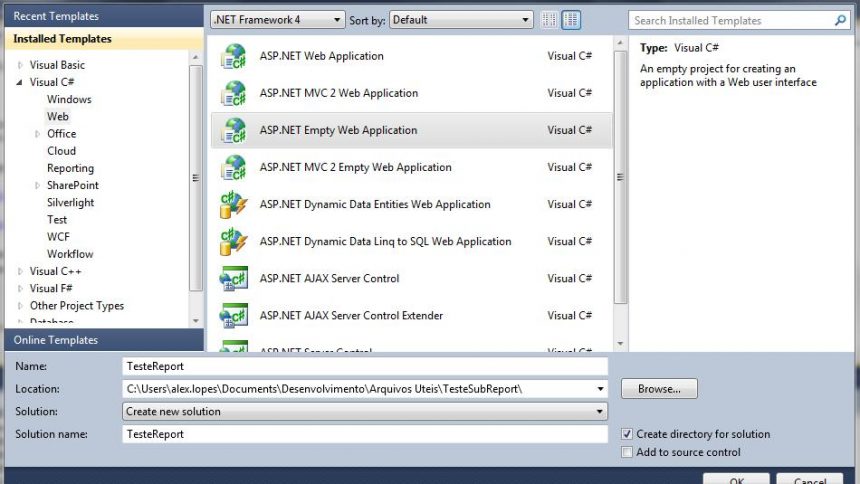 Recent Templates
Installed Templates
Visual Basic
Visual C#
Windows
Web
Office
Cloud
Reporting
SharePoint
Silverlight
Test
WCF
Workflow
Visual C++
Visual F#
Other Project Types
Database
Online Templates
.NET Framework 4
Sort by: Default
Search Installed Templates
ASP.NET Web Application Visual C#
ASP.NET MVC 2 Web Application Visual C#
ASP.NET Empty Web Application Visual C#
ASP.NET MVC 2 Empty Web Application Visual C#
ASP.NET Dynamic Data Entities Web Application Visual C#
ASP.NET Dynamic Data Linq to SQL Web Application Visual C#
ASP.NET AJAX Server Control Visual C#
ASP.NET AJAX Server Control Extender Visual C#
ASP.NET Server Control Visual C#
Type: Visual C#
An empty project for creating an
application with a Web user interface
Name: TesteReport
Location: C:\Users\alex.lopes\Documents\Desenvolvimento\Arquivos Uteis\TesteSubReport\ Browse...
Solution: Create new solution
Solution name: TesteReport
Create directory for solution
Add to source control
OK Cancel